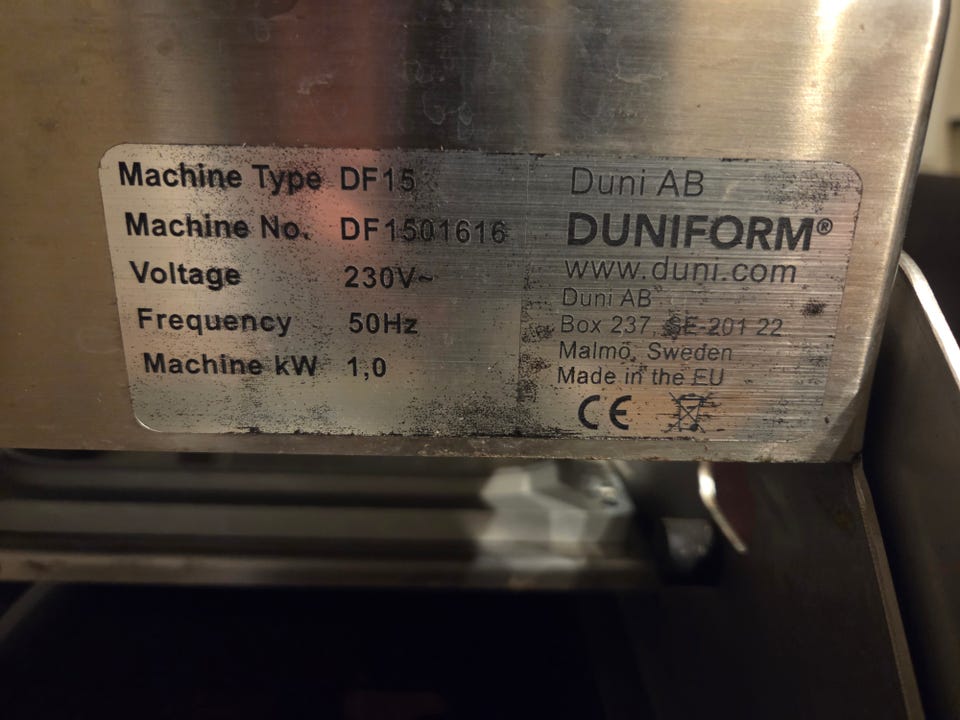 Machine Type DF15
Machine No. DF1501616
Voltage 230V~
Frequency 50Hz
Machine kW 1,0
Duni AB
DUNIFORM®
www.duni.com
Duni AB
Box 237, SE-201 22
Malmö, Sweden
Made in the EU
CE